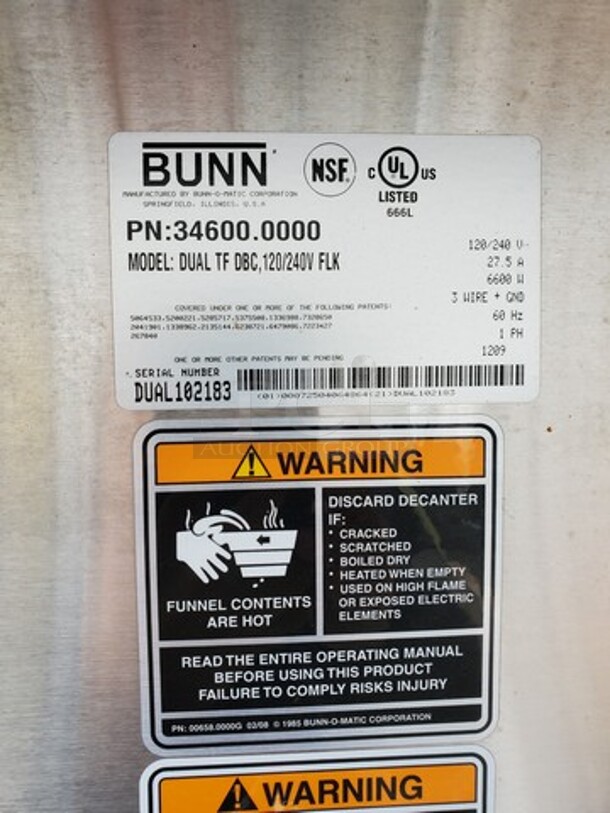 BUNN
NSF
C UL US
LISTED
666L
MANUFACTURED BY BUNN-O-MATIC CORPORATION
SPRINGFIELD, ILLINOIS, U.S.A
PN:34600.0000
MODEL: DUAL TF DBC,120/240V FLK
120/240 V~
27.5 A
6600 W
3 WIRE + GND
60 Hz
1 PH
1209
COVERED UNDER ONE OR MORE OF THE FOLLOWING PATENTS:
ONE OR MORE OTHER PATENTS MAY BE PENDING
SERIAL NUMBER
DUAL102183
AUCTION GROUP
WARNING
FUNNEL CONTENTS
ARE HOT
DISCARD DECANTER
IF:
• CRACKED
• SCRATCHED
• BOILED DRY
• HEATED WHEN EMPTY
• USED ON HIGH FLAME
OR EXPOSED ELECTRIC
ELEMENTS
READ THE ENTIRE OPERATING MANUAL
BEFORE USING THIS PRODUCT
FAILURE TO COMPLY RISKS INJURY
PN: 00658.0000G 02/08 © 1985 BUNN-O-MATIC CORPORATION
WARNING